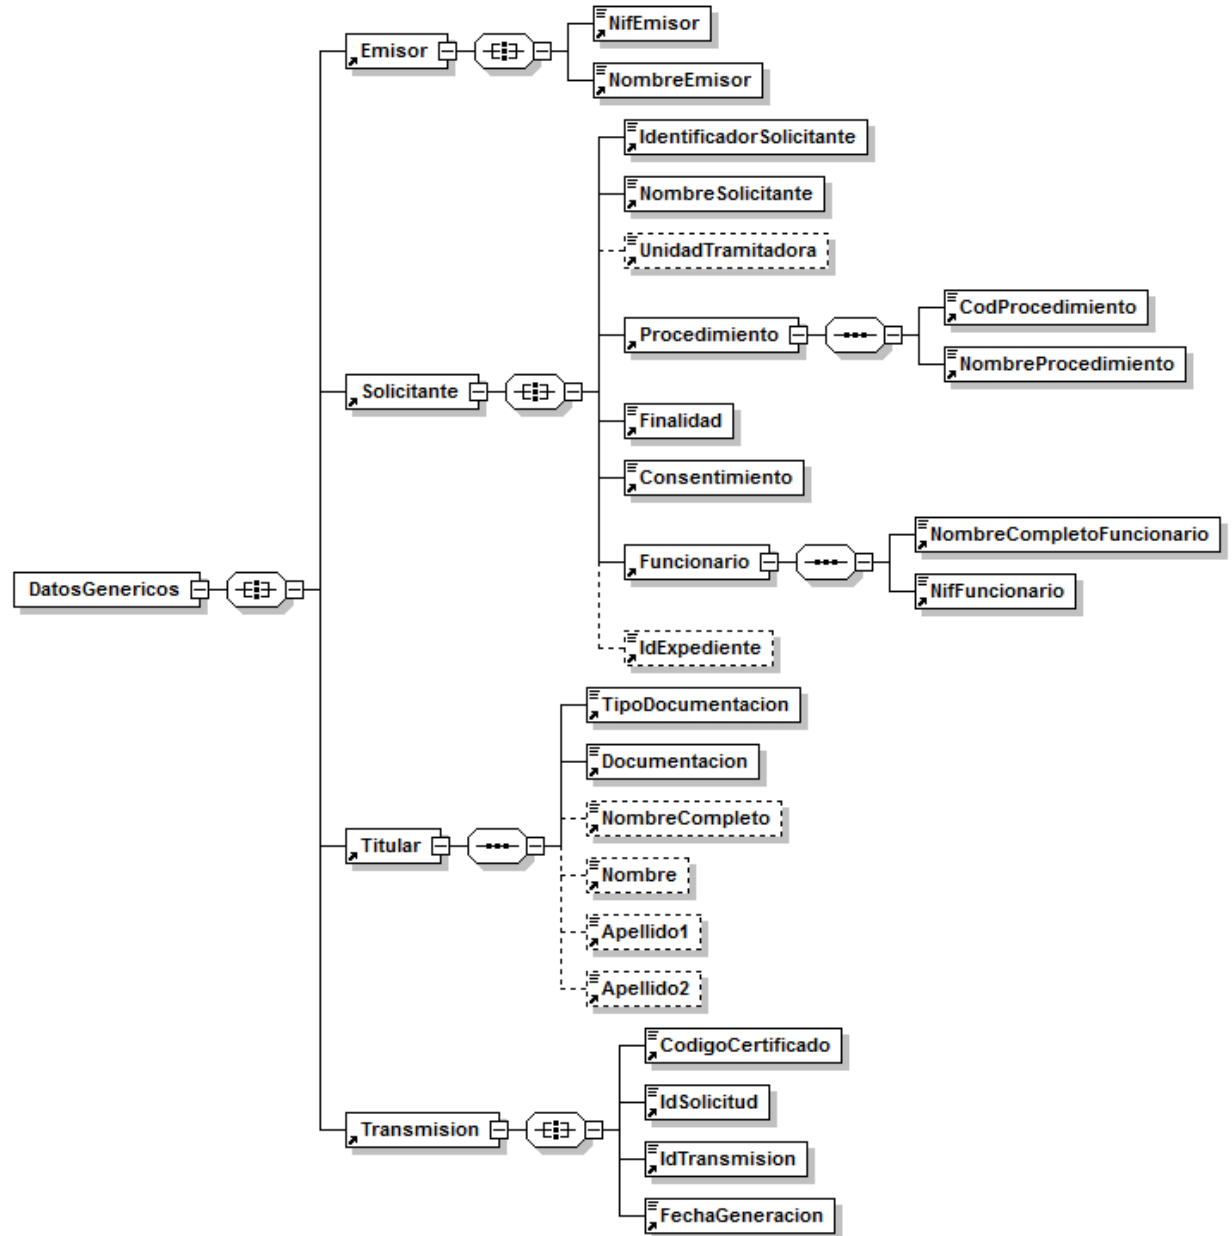 Emisor
NifEmisor
NombreEmisor
IdentificadorSolicitante
NombreSolicitante
UnidadTramitadora
Procedimiento
CodProcedimiento
NombreProcedimiento
Solicitante
Finalidad
Consentimiento
Funcionario
NombreCompletoFuncionario
NifFuncionario
DatosGenericos
IdExpediente
TipoDocumentacion
Documentacion
NombreCompleto
Titular
Nombre
Apellido1
Apellido2
CodigoCertificado
IdSolicitud
Transmision
IdTransmision
FechaGeneracion